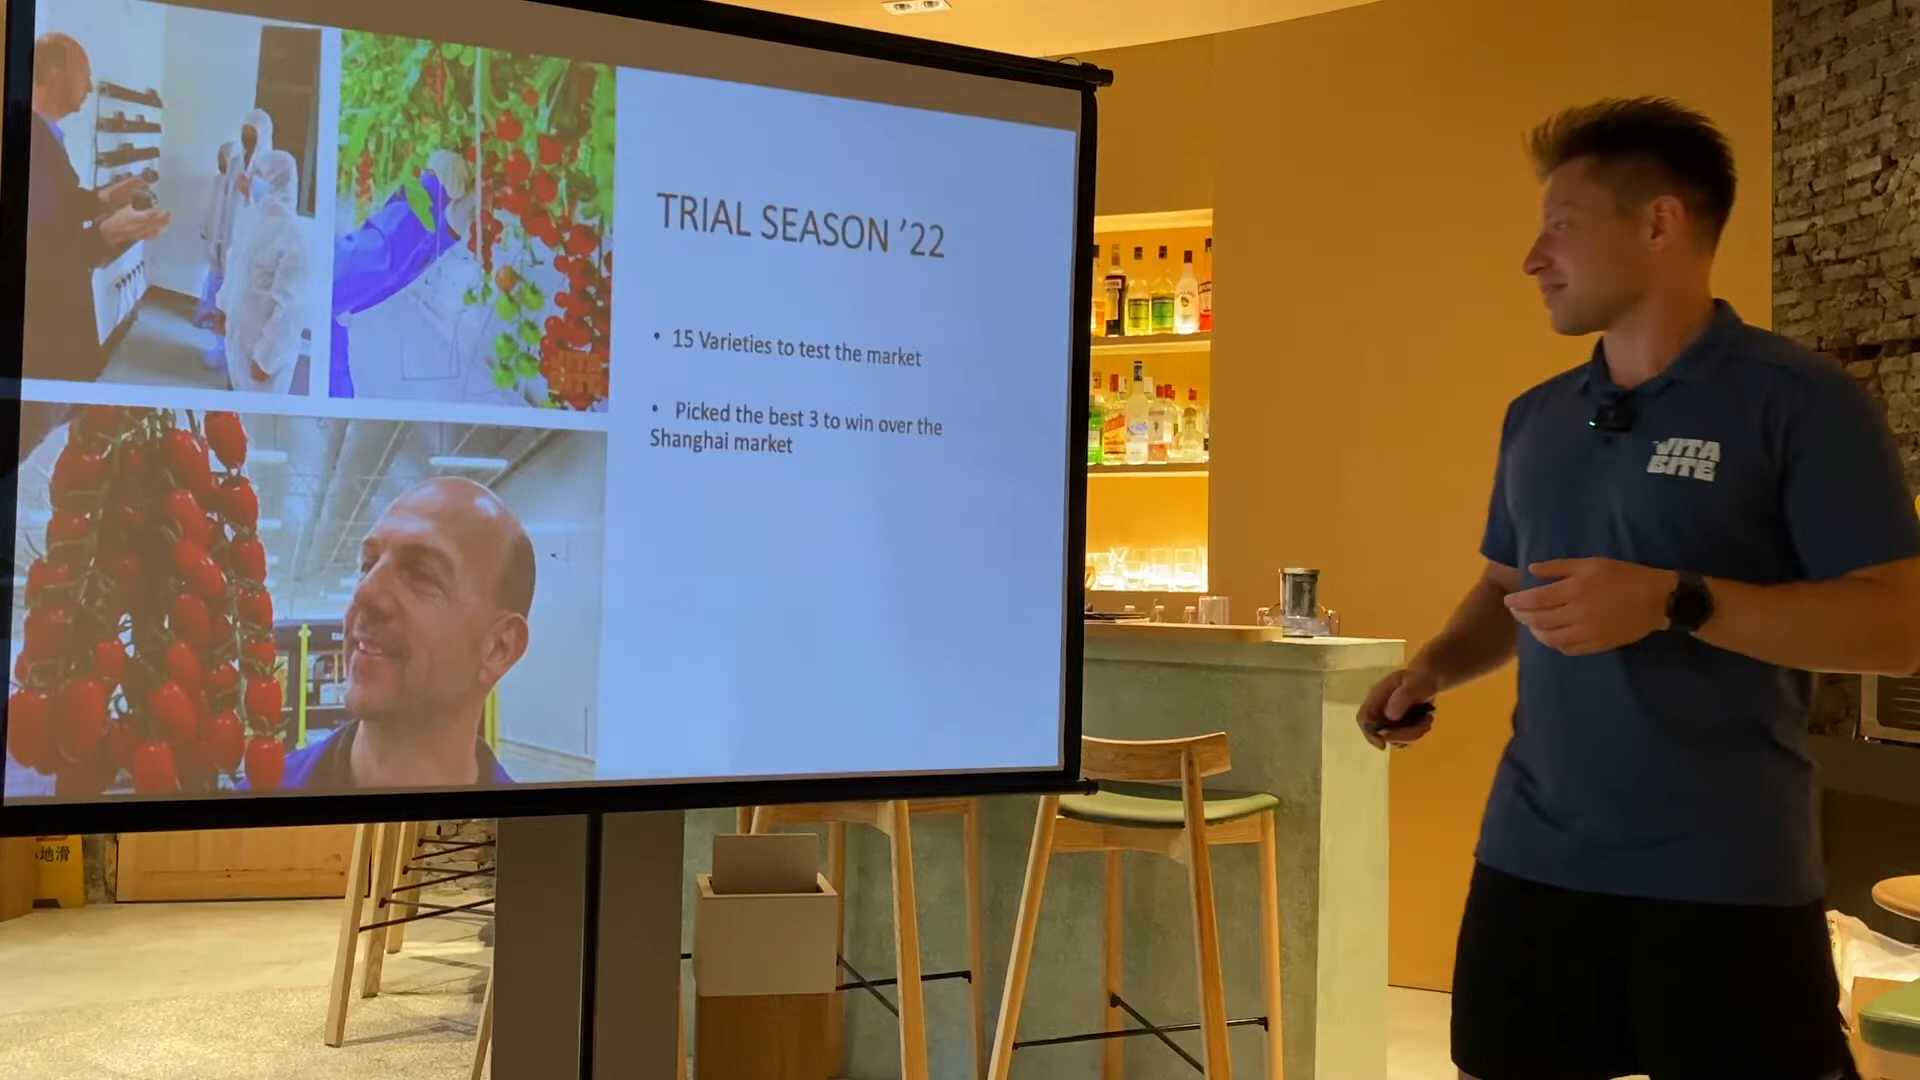 TRIAL SEASON ’22
• 15 Varieties to test the market
• Picked the best 3 to win over the
Shanghai market
VITA
BITE
地滑